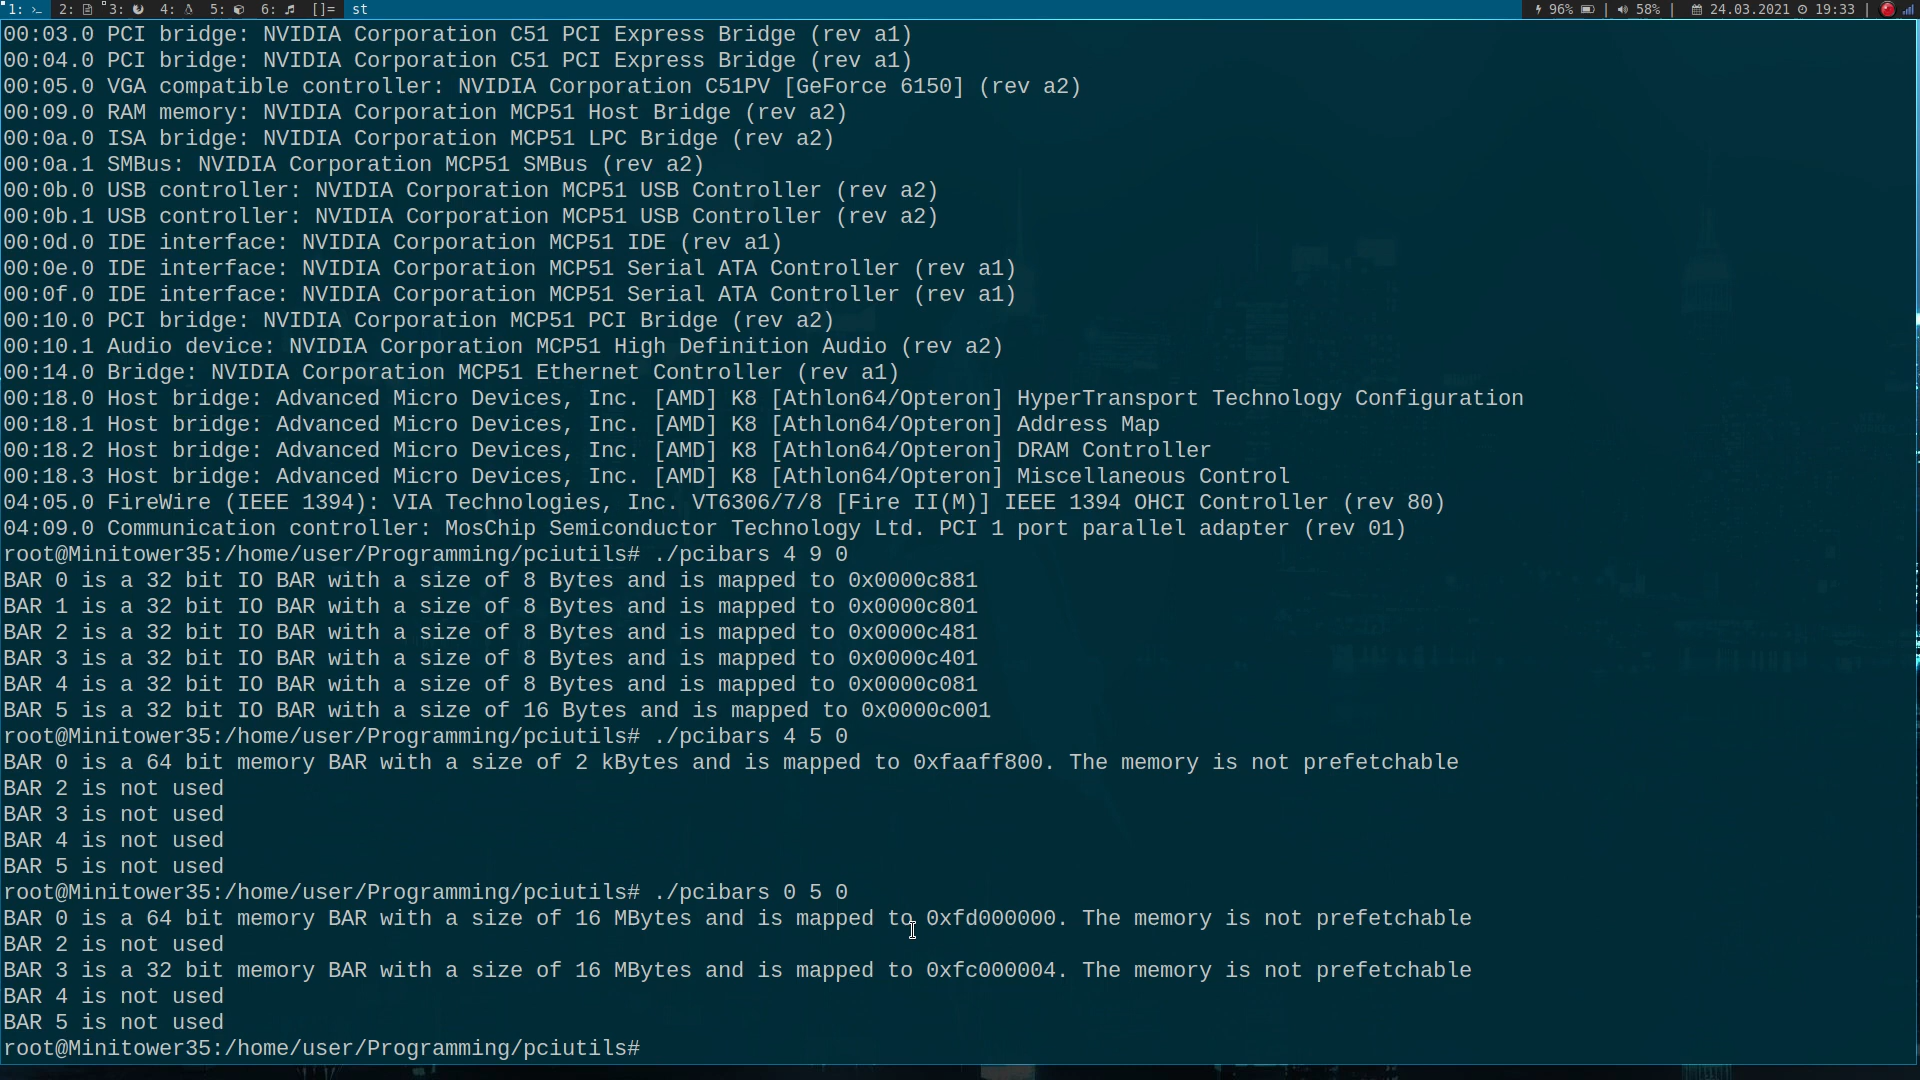 1: 2: 3: 4: 5: 6: []= st 96% | 58% | 24.03.2021 19:33 |
00:03.0 PCI bridge: NVIDIA Corporation C51 PCI Express Bridge (rev a1)
00:04.0 PCI bridge: NVIDIA Corporation C51 PCI Express Bridge (rev a1)
00:05.0 VGA compatible controller: NVIDIA Corporation C51PV [GeForce 6150] (rev a2)
00:09.0 RAM memory: NVIDIA Corporation MCP51 Host Bridge (rev a2)
00:0a.0 ISA bridge: NVIDIA Corporation MCP51 LPC Bridge (rev a2)
00:0a.1 SMBus: NVIDIA Corporation MCP51 SMBus (rev a2)
00:0b.0 USB controller: NVIDIA Corporation MCP51 USB Controller (rev a2)
00:0b.1 USB controller: NVIDIA Corporation MCP51 USB Controller (rev a2)
00:0d.0 IDE interface: NVIDIA Corporation MCP51 IDE (rev a1)
00:0e.0 IDE interface: NVIDIA Corporation MCP51 Serial ATA Controller (rev a1)
00:0f.0 IDE interface: NVIDIA Corporation MCP51 Serial ATA Controller (rev a1)
00:10.0 PCI bridge: NVIDIA Corporation MCP51 PCI Bridge (rev a2)
00:10.1 Audio device: NVIDIA Corporation MCP51 High Definition Audio (rev a2)
00:14.0 Bridge: NVIDIA Corporation MCP51 Ethernet Controller (rev a1)
00:18.0 Host bridge: Advanced Micro Devices, Inc. [AMD] K8 [Athlon64/Opteron] HyperTransport Technology Configuration
00:18.1 Host bridge: Advanced Micro Devices, Inc. [AMD] K8 [Athlon64/Opteron] Address Map
00:18.2 Host bridge: Advanced Micro Devices, Inc. [AMD] K8 [Athlon64/Opteron] DRAM Controller
00:18.3 Host bridge: Advanced Micro Devices, Inc. [AMD] K8 [Athlon64/Opteron] Miscellaneous Control
04:05.0 FireWire (IEEE 1394): VIA Technologies, Inc. VT6306/7/8 [Fire II(M)] IEEE 1394 OHCI Controller (rev 80)
04:09.0 Communication controller: MosChip Semiconductor Technology Ltd. PCI 1 port parallel adapter (rev 01)
root@Minitower35:/home/user/Programming/pciutils# ./pcibars 4 9 0
BAR 0 is a 32 bit IO BAR with a size of 8 Bytes and is mapped to 0x0000c881
BAR 1 is a 32 bit IO BAR with a size of 8 Bytes and is mapped to 0x0000c801
BAR 2 is a 32 bit IO BAR with a size of 8 Bytes and is mapped to 0x0000c481
BAR 3 is a 32 bit IO BAR with a size of 8 Bytes and is mapped to 0x0000c401
BAR 4 is a 32 bit IO BAR with a size of 8 Bytes and is mapped to 0x0000c081
BAR 5 is a 32 bit IO BAR with a size of 16 Bytes and is mapped to 0x0000c001
root@Minitower35:/home/user/Programming/pciutils# ./pcibars 4 5 0
BAR 0 is a 64 bit memory BAR with a size of 2 kBytes and is mapped to 0xfaaff800. The memory is not prefetchable
BAR 2 is not used
BAR 3 is not used
BAR 4 is not used
BAR 5 is not used
root@Minitower35:/home/user/Programming/pciutils# ./pcibars 0 5 0
BAR 0 is a 64 bit memory BAR with a size of 16 MBytes and is mapped to 0xfd000000. The memory is not prefetchable
BAR 2 is not used
BAR 3 is a 32 bit memory BAR with a size of 16 MBytes and is mapped to 0xfc000004. The memory is not prefetchable
BAR 4 is not used
BAR 5 is not used
root@Minitower35:/home/user/Programming/pciutils#